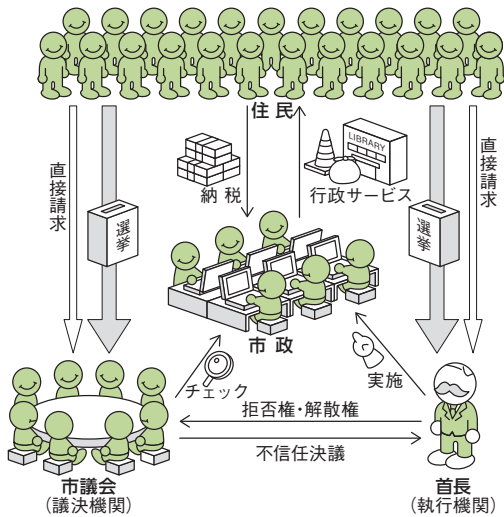 住民
直接請求
選挙
納税
LIBRARY
行政サービス
選挙
直接請求
市政
チェック
実施
拒否権・解散権
不信任決議
市議会
(議決機関)
首長
(執行機関)